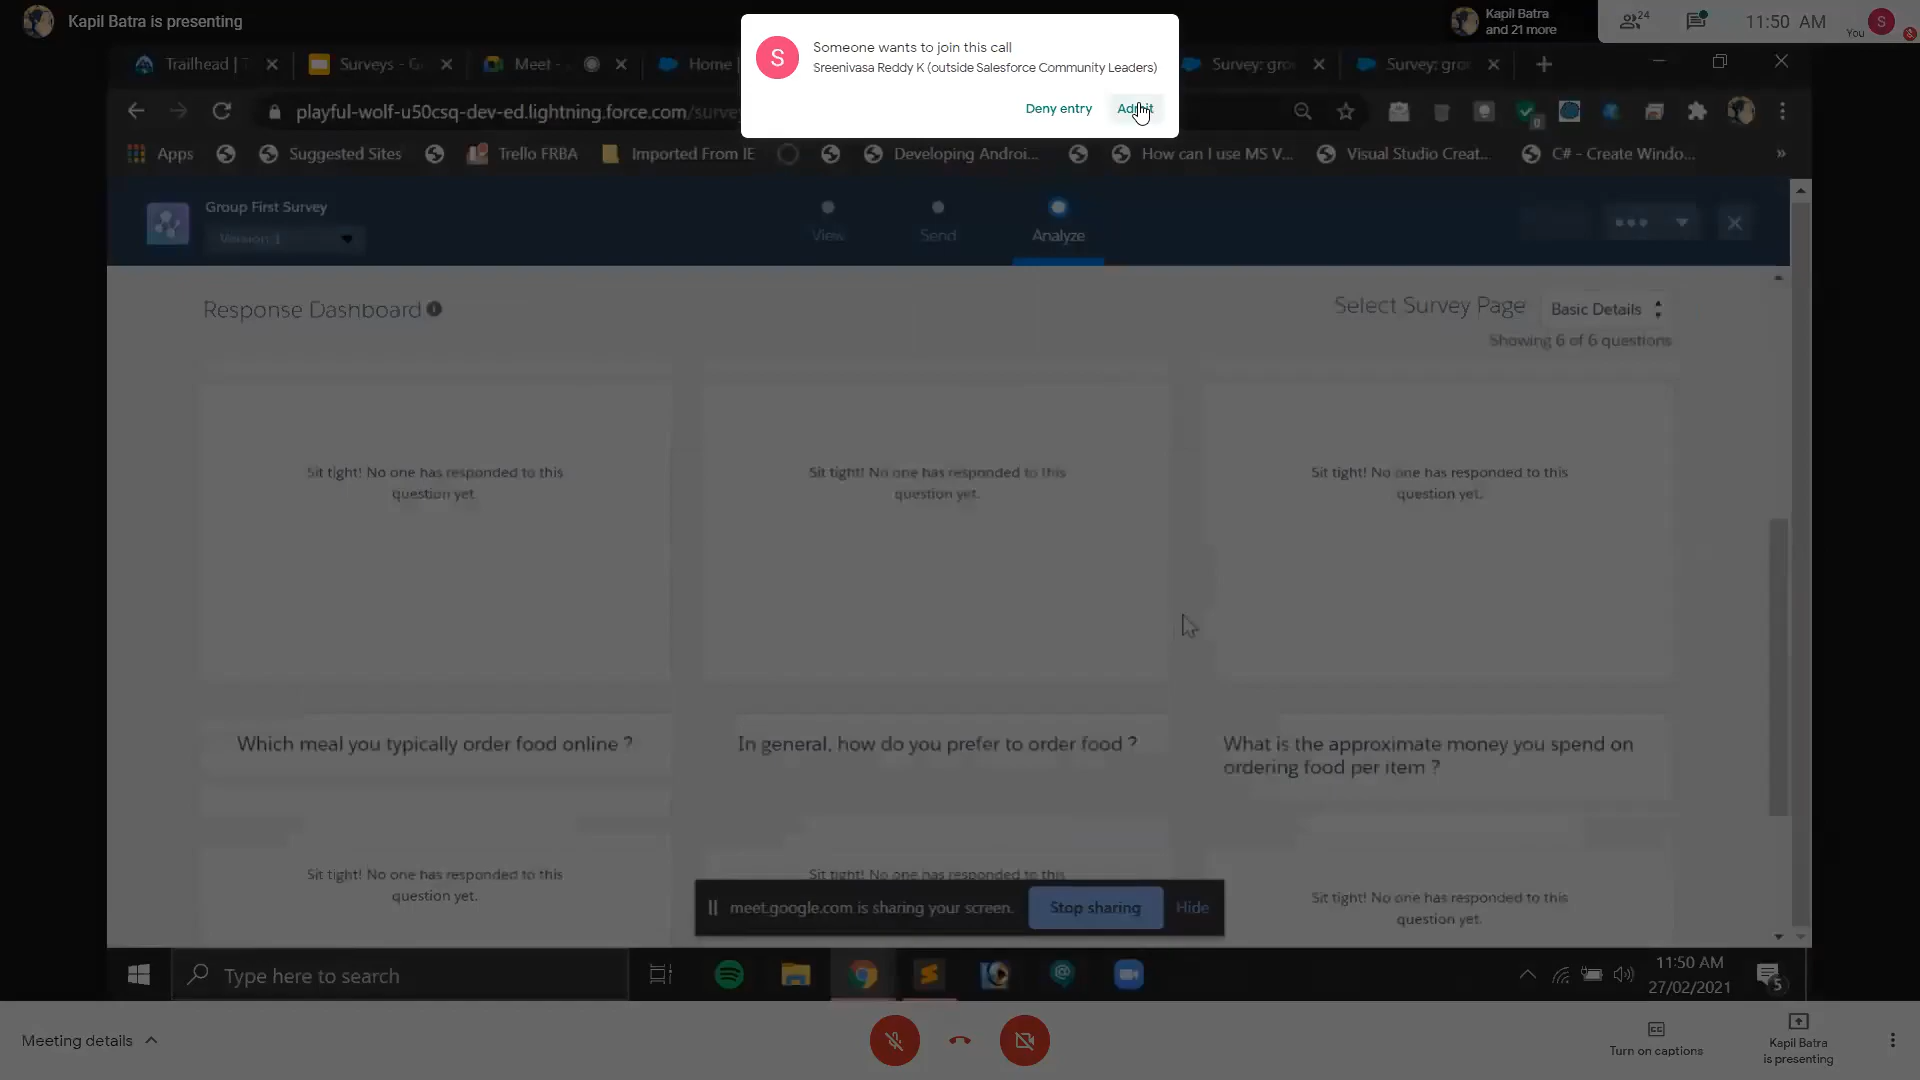 Kapil Batra is presenting
Someone wants to join this call
S
Sreenivasa Reddy K (outside Salesforce Community Leaders)
Deny entry
Kapil Batra
and 21 more
24
11:50 AM
You
S
Trailhead | T
Surveys - G
Meet -
Home |
Survey: gro
Survey: gro
playful-wolf-u50csq-dev-ed.lightning.force.com/surve
Apps
Suggested Sites
Trello FRBA
Imported From IE
Developing Androi...
How can I use MS V...
Visual Studio Creat...
C# - Create Windo...
»
Group First Survey
Version 1
View
Send
Analyze
Response Dashboard
Select Survey Page
Basic Details
Showing 6 of 6 questions
Sit tight! No one has responded to this
question yet.
Sit tight! No one has responded to this
question yet.
Sit tight! No one has responded to this
question yet.
Which meal you typically order food online ?
In general, how do you prefer to order food ?
What is the approximate money you spend on
ordering food per item ?
Sit tight! No one has responded to this
question yet.
Sit tight! No one has responded to this
Sit tight! No one has responded to this
question yet.
meet.google.com is sharing your screen.
Stop sharing
Hide
Type here to search
11:50 AM
27/02/2021
5
Meeting details
Turn on captions
Kapil Batra
is presenting